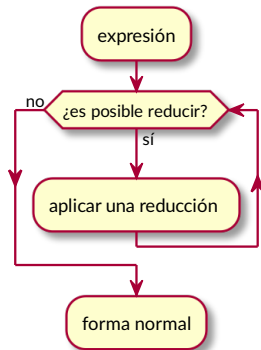 expresión
no
¿es posible reducir?
sí
aplicar una reducción
forma normal